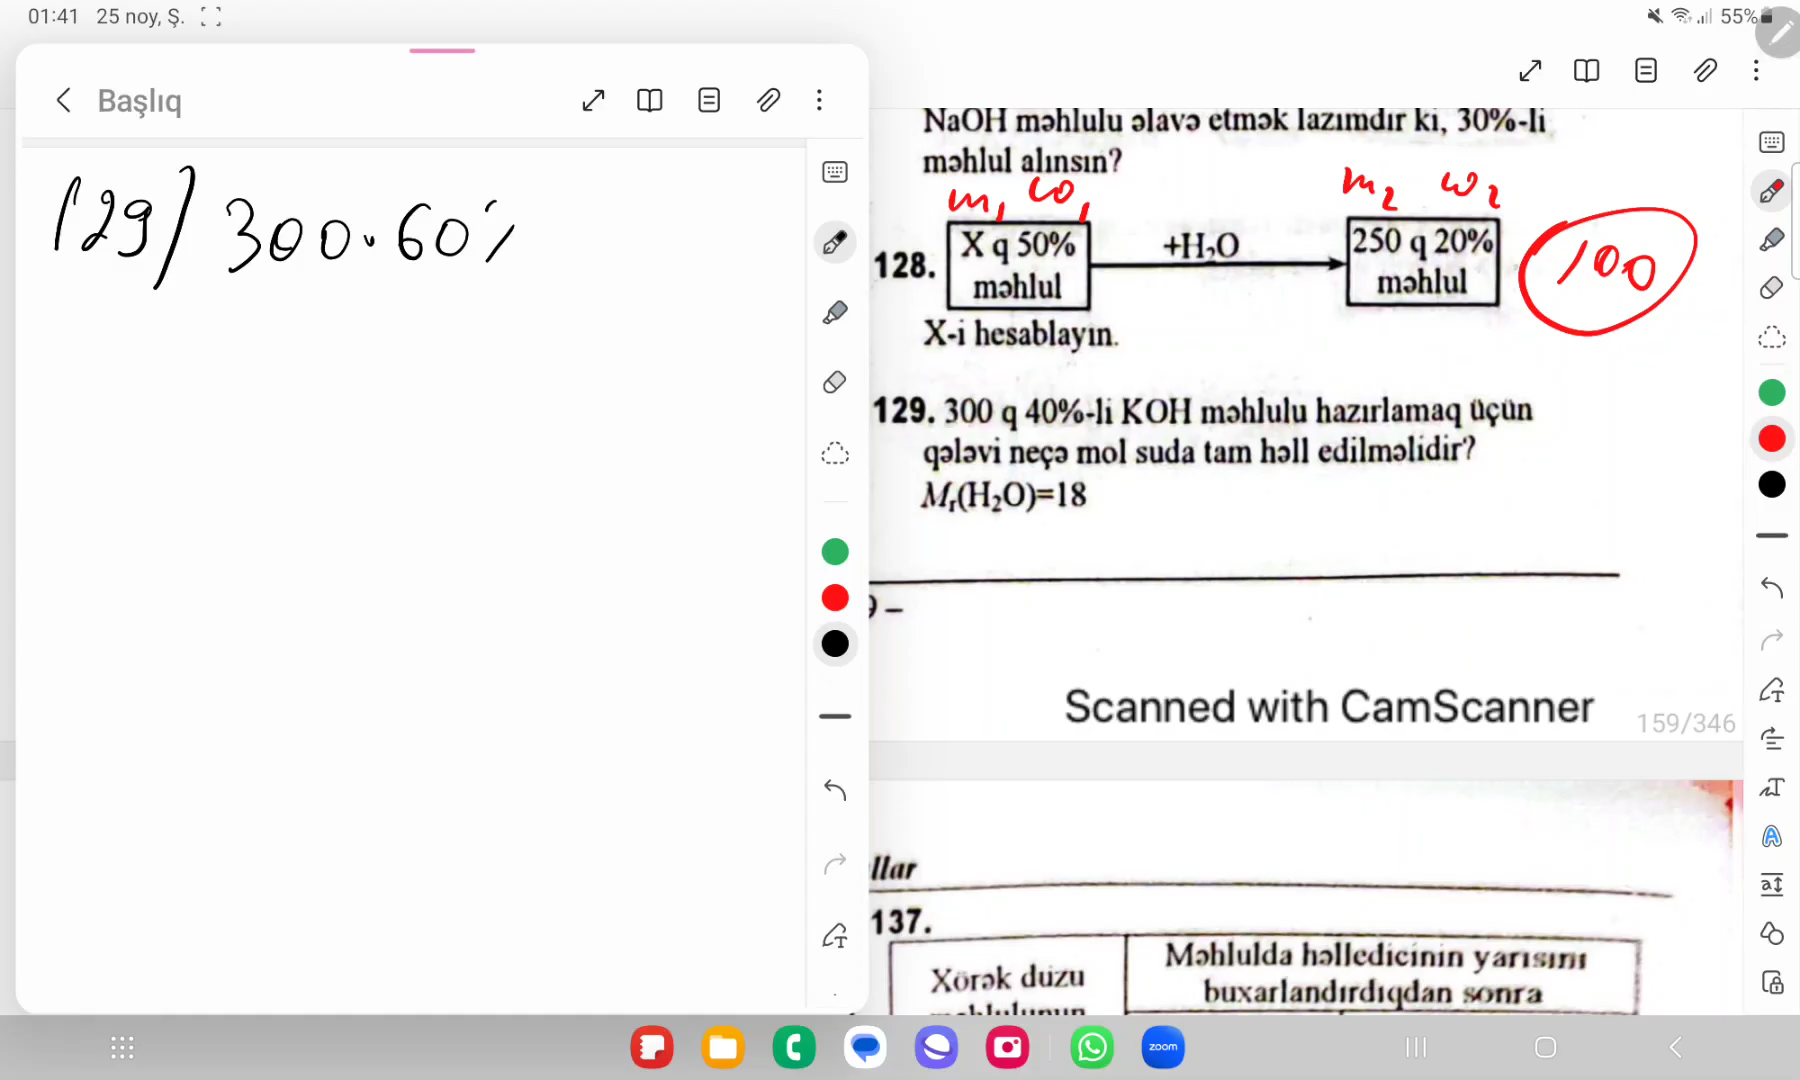 01:41 25 noy, Ş.
55%
Başlıq
129) 300·60%
NaOH məhlulu əlavə etmək lazımdır ki, 30%-li
məhlul alınsın?
m₁ ω₁
m₂ ω₂
128.
X q 50%
məhlul
+H₂O
250 q 20%
məhlul
100
X-i hesablayın.
129. 300 q 40%-li KOH məhlulu hazırlamaq üçün
qələvi neçə mol suda tam həll edilməlidir?
Mᵣ(H₂O)=18
9 –
Scanned with CamScanner
159/346
llar
137.
Xörək duzu
məhlulunun
Məhlulda həlledicinin yarısını
buxarlandırdıqdan sonra
zoom